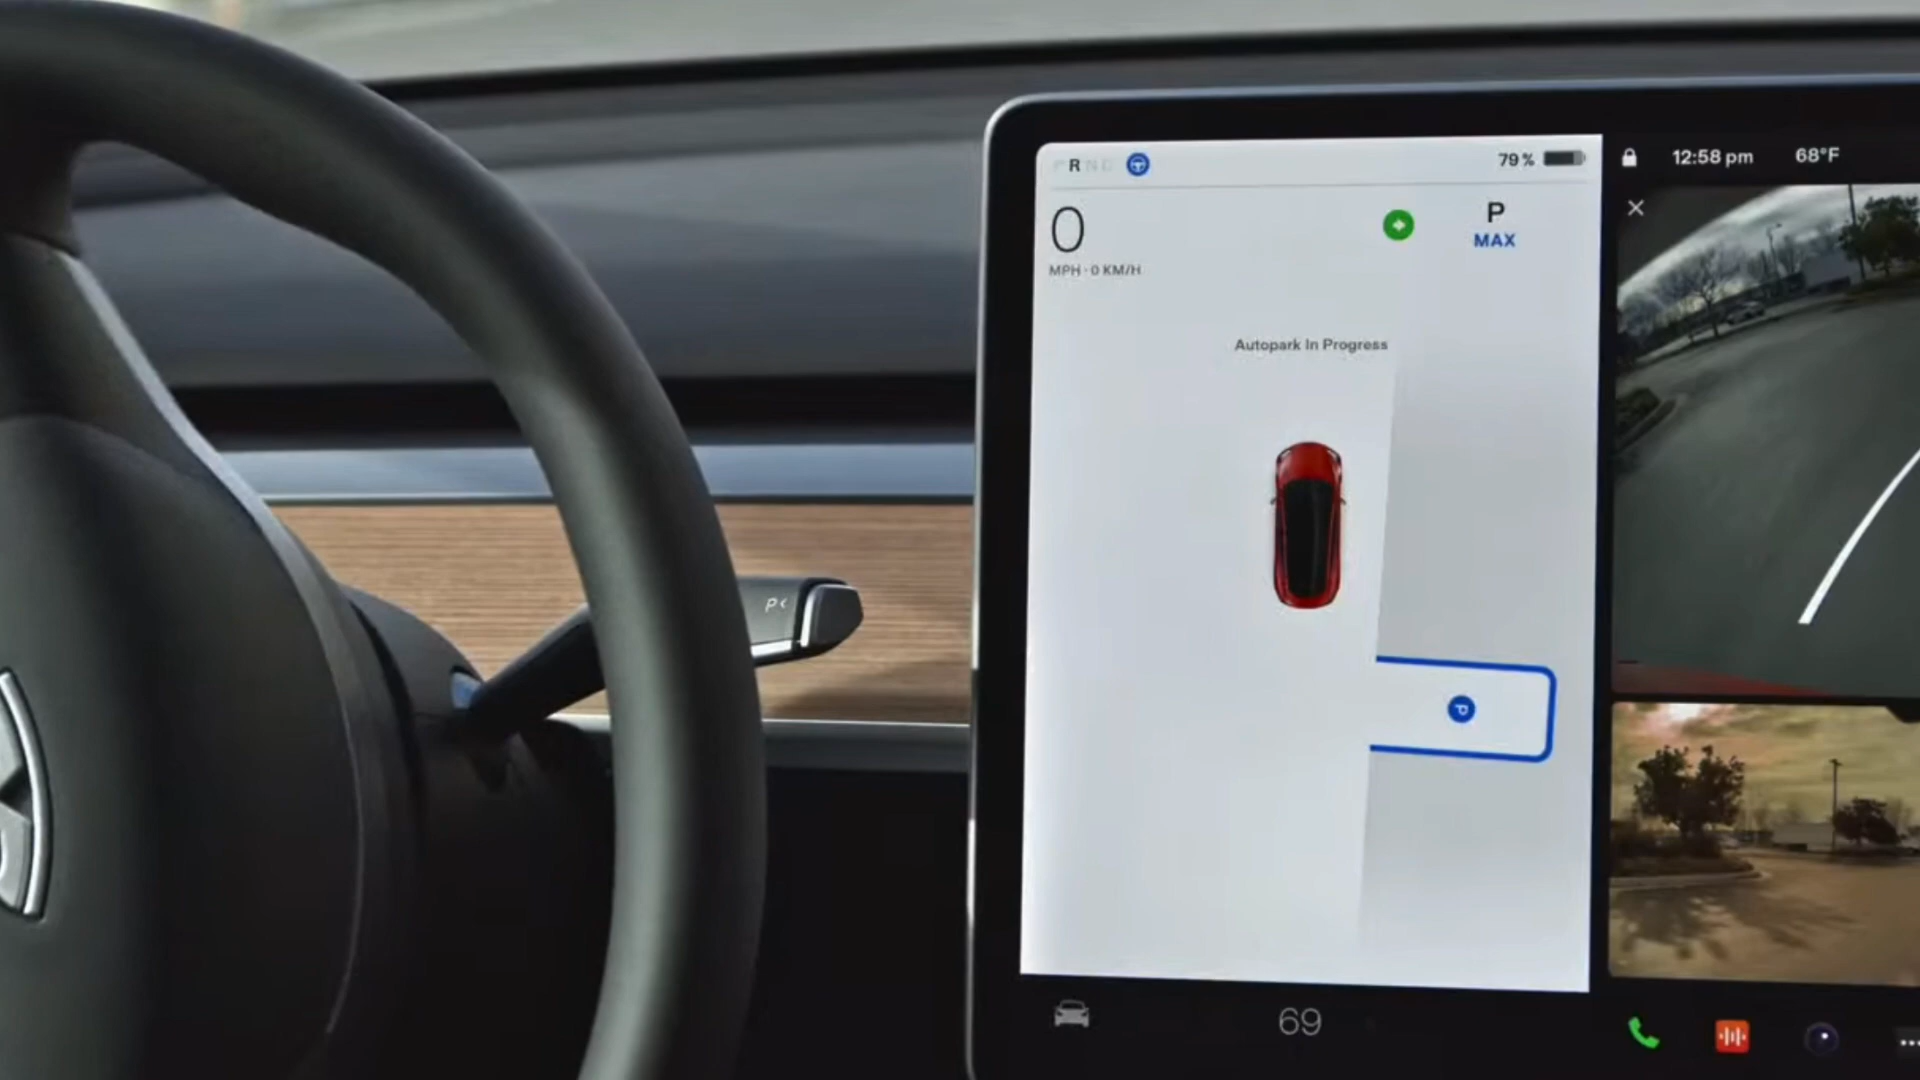 R N D
79 %
12:58 pm
68°F
0
P
MAX
MPH · 0 KM/H
Autopark In Progress
P
P
69